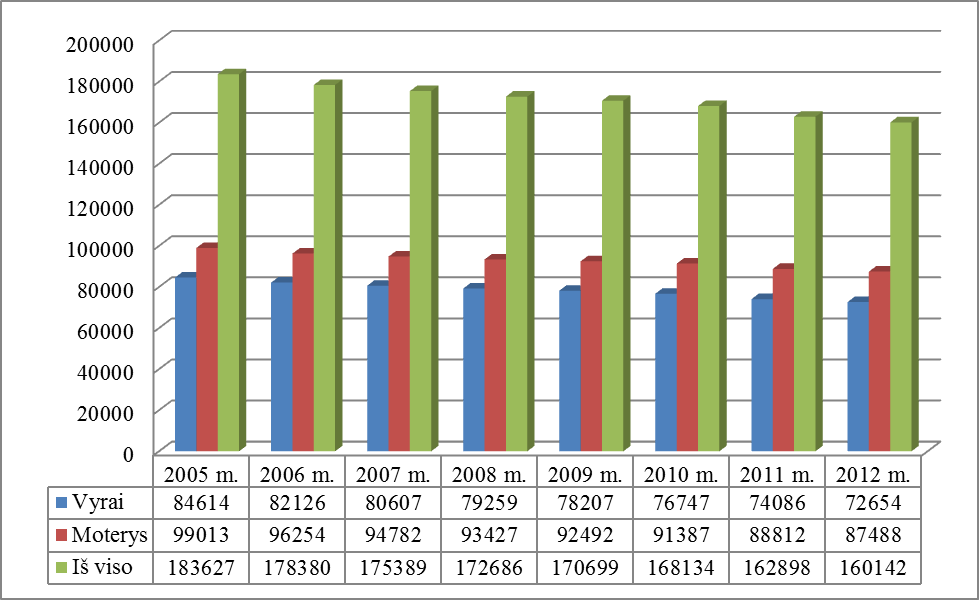 200000
180000
160000
140000
120000
100000
80000
60000
40000
20000
0
2005 m. 2006 m. 2007 m. 2008 m. 2009 m. 2010 m. 2011 m. 2012 m.
Vyrai 84614 82126 80607 79259 78207 76747 74086 72654
Moterys 99013 96254 94782 93427 92492 91387 88812 87488
Iš viso 183627 178380 175389 172686 170699 168134 162898 160142